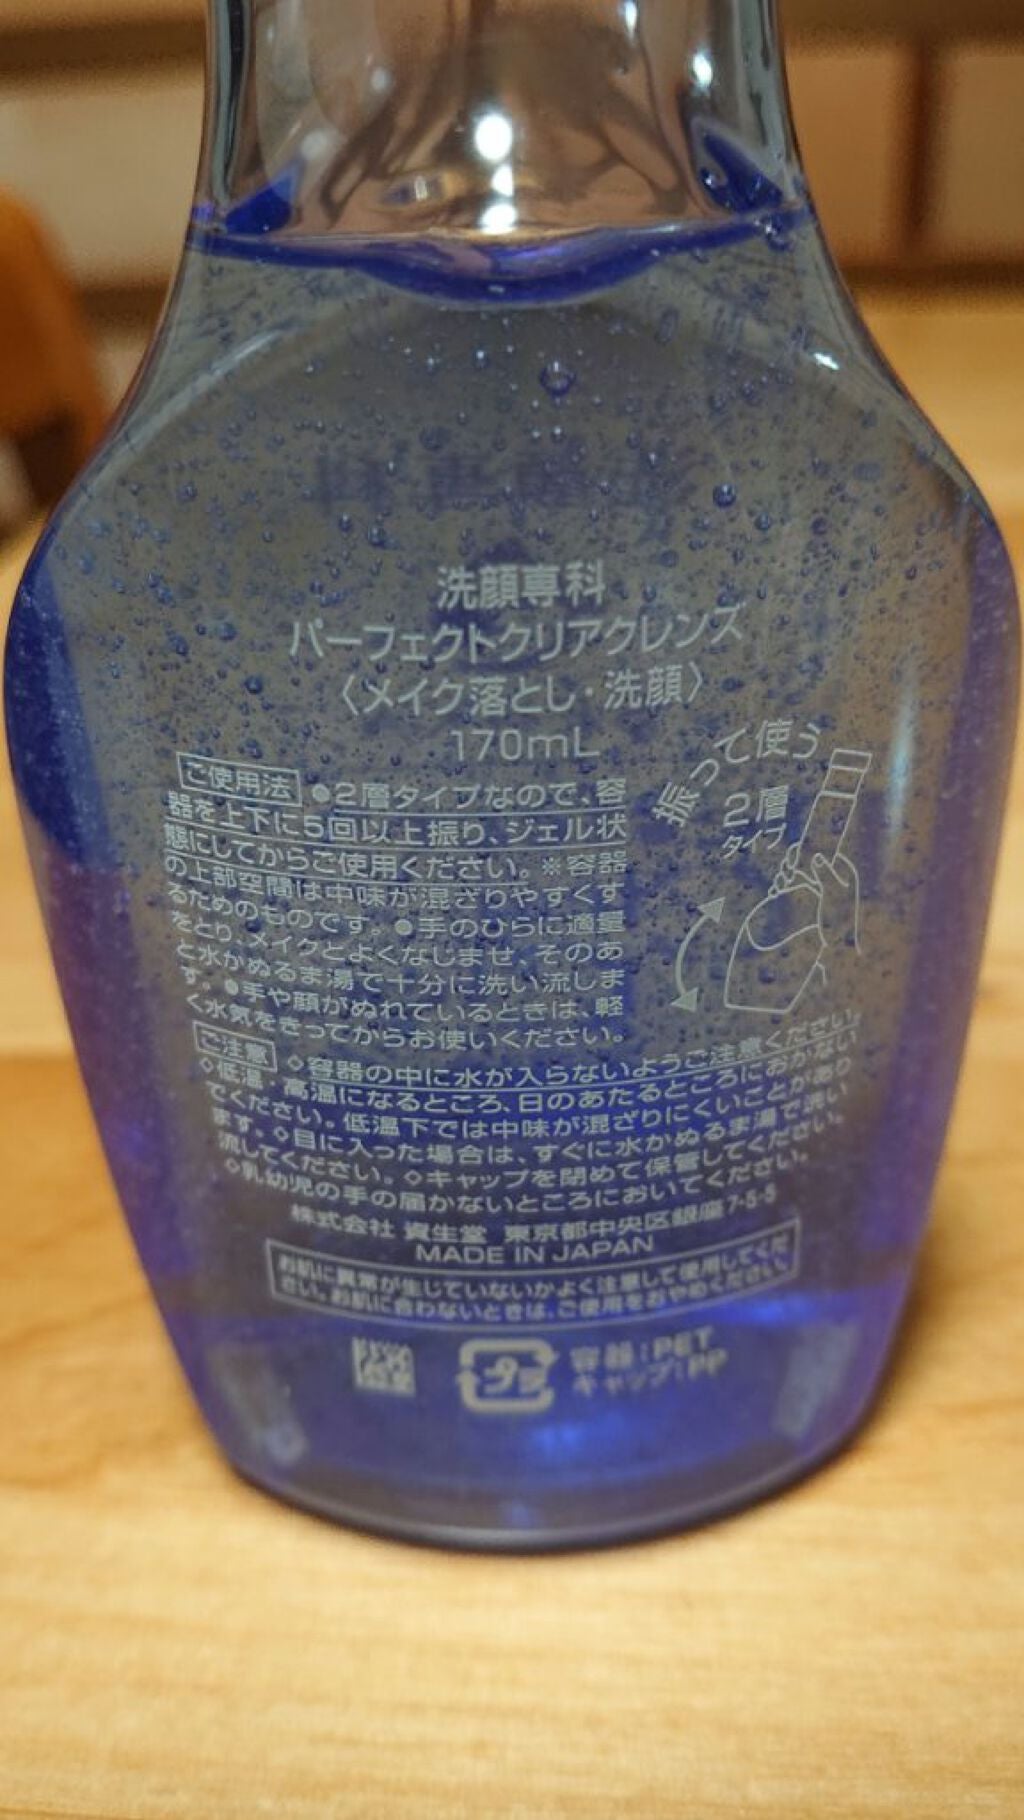 洗顔専科
パーフェクトクリアクレンズ
〈メイク落とし・洗顔〉
170mL
ご使用法 ●2層タイプなので、容
器を上下に5回以上振り、ジェル状
態にしてからご使用ください。※容器
の上部空間は中味が混ざりやすくす
るためのものです。●手のひらに適量
をとり、メイクとよくなじませ、そのあ
と水かぬるま湯で十分に洗い流しま
す。●手や顔がぬれているときは、軽
く水気をきってからお使いください。
振って使う
2層
タイプ
ご注意 ◇容器の中に水が入らないようご注意ください。
◇低温・高温になるところ、日のあたるところにおかない
でください。低温下では中味が混ざりにくいことがあり
ます。◇目に入った場合は、すぐに水かぬるま湯で洗い
流してください。◇キャップを閉めて保管してください。
◇乳幼児の手の届かないところにおいてください。
株式会社 資生堂 東京都中央区銀座7-5-5
MADE IN JAPAN
お肌に異常が生じていないかよく注意して使用してくだ
さい。お肌に合わないときは、ご使用をおやめください。
プラ
容器:PET
キャップ:PP